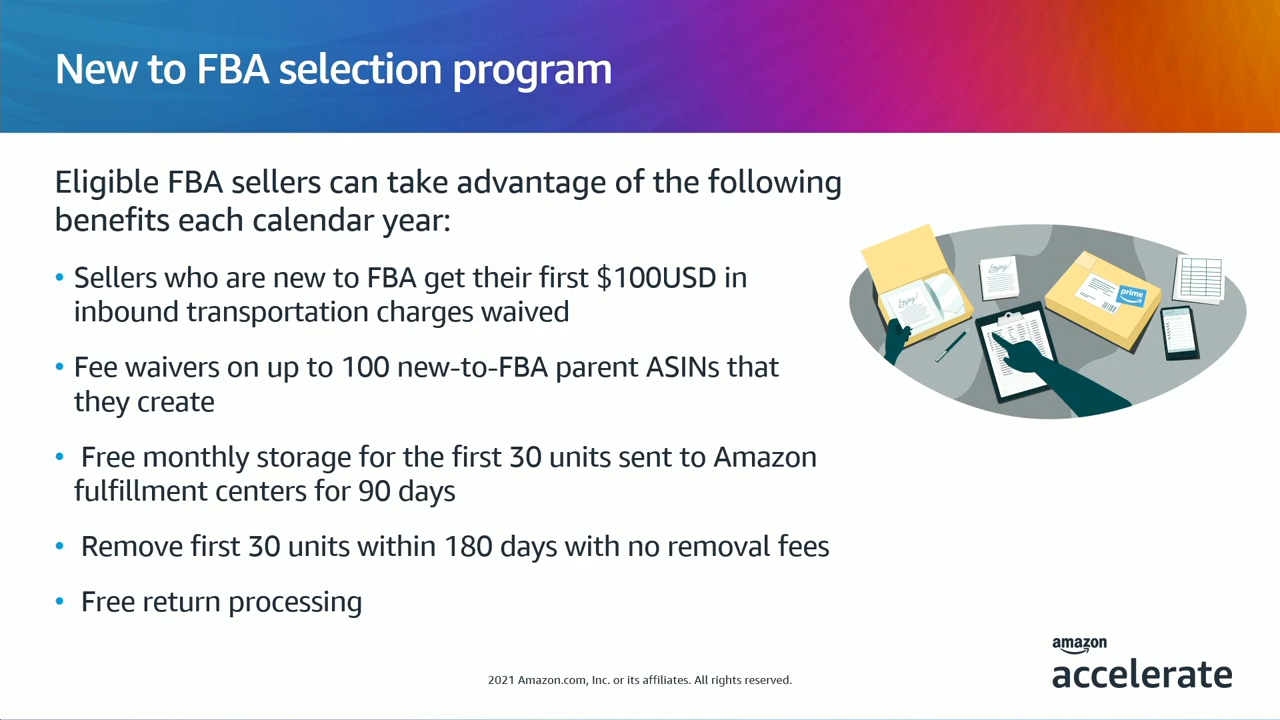 New to FBA selection program
Eligible FBA sellers can take advantage of the following
benefits each calendar year:
• Sellers who are new to FBA get their first $100USD in
inbound transportation charges waived
• Fee waivers on up to 100 new-to-FBA parent ASINs that
they create
• Free monthly storage for the first 30 units sent to Amazon
fulfillment centers for 90 days
• Remove first 30 units within 180 days with no removal fees
• Free return processing
Enjoy!
Enjoy!
prime
2021 Amazon.com, Inc. or its affiliates. All rights reserved.
amazon
accelerate